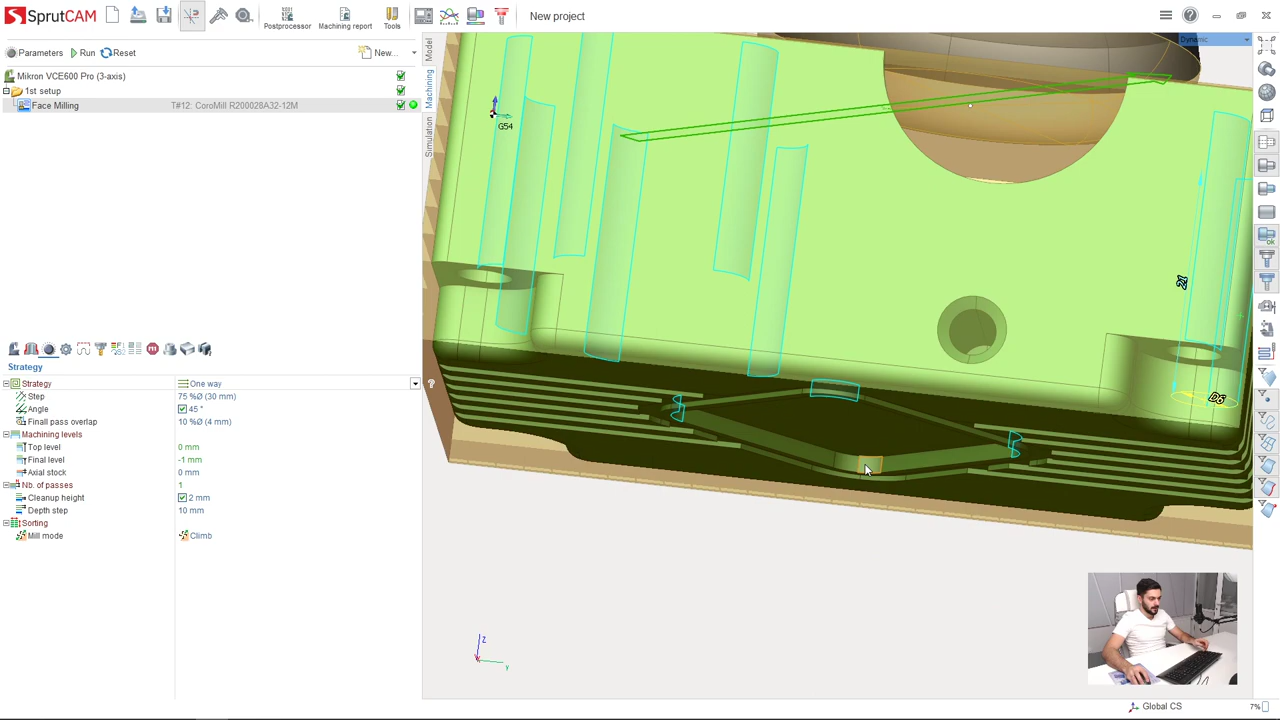 SprutCAM
Postprocessor
Machining report
Tools
New project
Parameters
Run
Reset
New...
Mikron VCE600 Pro (3-axis)
1st setup
Face Milling
T#12: CoroMill R200028A32-12M
Model
Machining
Simulation
Dynamic
G54
21
D6
Strategy
Strategy
One way
Step
75 %Ø (30 mm)
Angle
45 °
Finall pass overlap
10 %Ø (4 mm)
Machining levels
Top level
0 mm
Final level
-1 mm
Axial stock
0 mm
Nb. of passes
1
Cleanup height
2 mm
Depth step
10 mm
Sorting
Mill mode
Climb
Z
Y
Global CS
7%